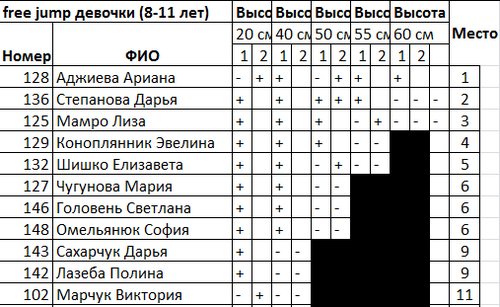 free jump девочки (8-11 лет) Высо Высо Высо Высо Высота Место
20 см 40 см 50 см 55 см 60 см
Номер ФИО 1 2 1 2 1 2 1 2 1 2
128 Аджиева Ариана - + + - + + + 1
136 Степанова Дарья + + + + + - - - 2
125 Мамро Лиза + + + - + - - - 3
129 Коноплянник Эвелина + + + - - 4
132 Шишко Елизавета + + - + - - 5
127 Чугунова Мария + + - - 6
146 Головень Светлана + + - - 6
148 Омельянюк София + + - - 6
143 Сахарчук Дарья + - - 9
142 Лазеба Полина + - - 9
102 Марчук Виктория - + - - 11